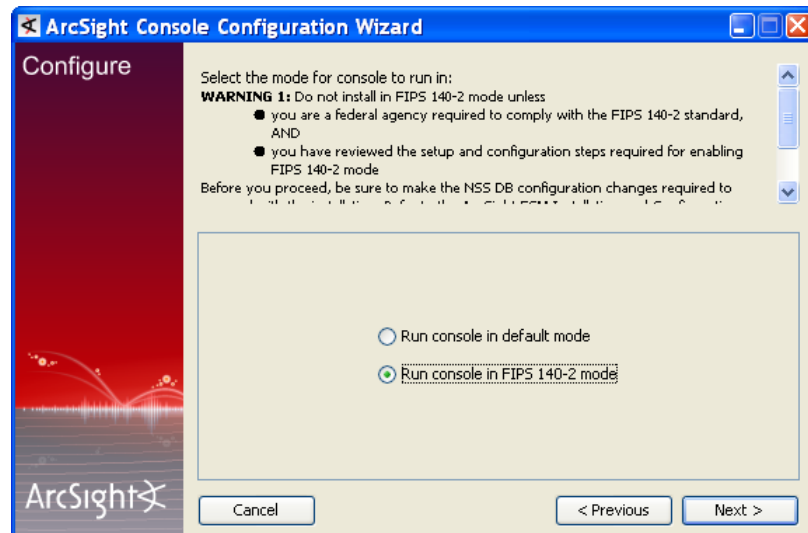 ArcSight Console Configuration Wizard
Configure
Select the mode for console to run in:
WARNING 1: Do not install in FIPS 140-2 mode unless
● you are a federal agency required to comply with the FIPS 140-2 standard,
AND
● you have reviewed the setup and configuration steps required for enabling
FIPS 140-2 mode
Before you proceed, be sure to make the NSS DB configuration changes required to
Run console in default mode
Run console in FIPS 140-2 mode
ArcSight
Cancel
< Previous
Next >